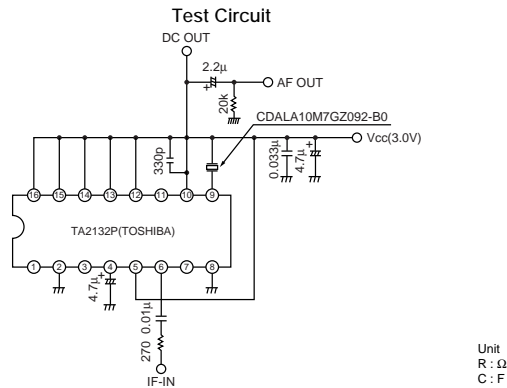 Test Circuit
DC OUT
2.2μ
+
AF OUT
20k
CDALA10M7GZ092-B0
Vcc(3.0V)
330p
0.033μ
4.7μ
+
16 15 14 13 12 11 10 9
TA2132P(TOSHIBA)
1 2 3 4 5 6 7 8
4.7μ
+
0.01μ
270
IF-IN
Unit
R : Ω
C : F